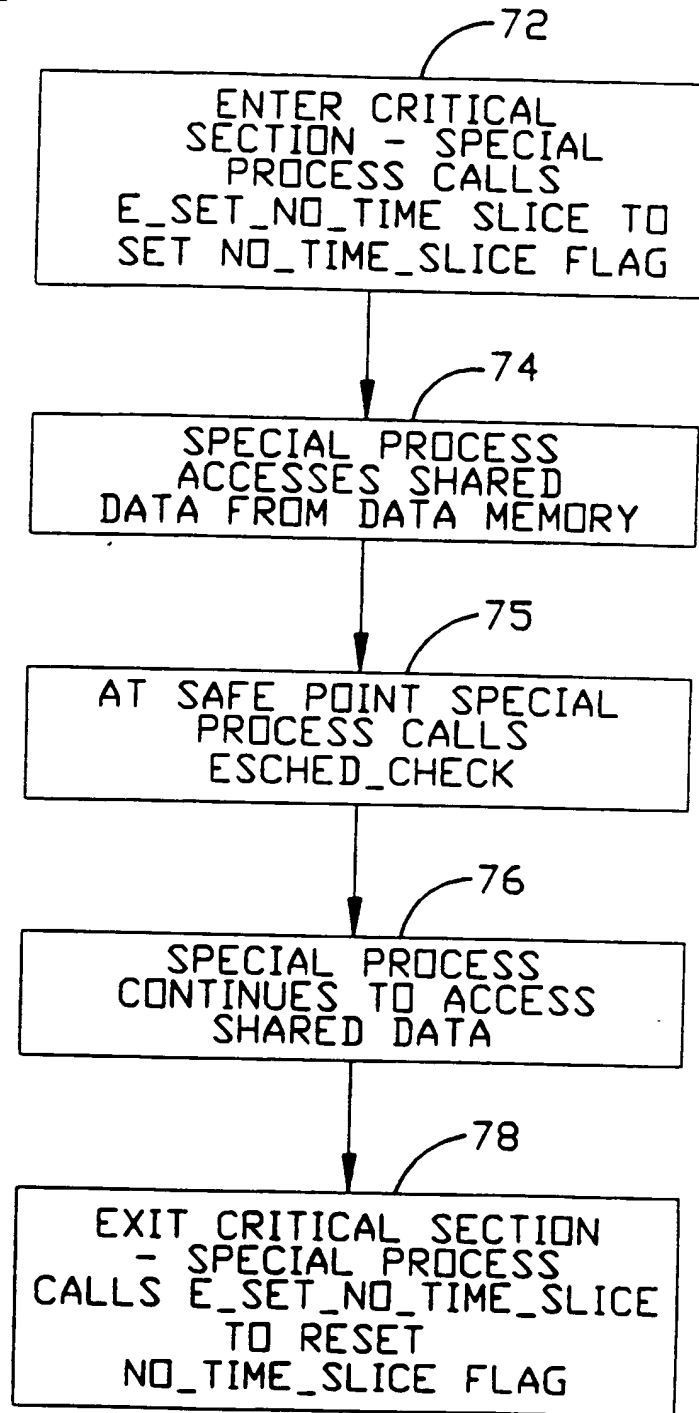 72
ENTER CRITICAL
SECTION - SPECIAL
PROCESS CALLS
E_SET_NO_TIME SLICE TO
SET NO_TIME_SLICE FLAG
74
SPECIAL PROCESS
ACCESSES SHARED
DATA FROM DATA MEMORY
75
AT SAFE POINT SPECIAL
PROCESS CALLS
ESCHED_CHECK
76
SPECIAL PROCESS
CONTINUES TO ACCESS
SHARED DATA
78
EXIT CRITICAL SECTION
- SPECIAL PROCESS
CALLS E_SET_NO_TIME_SLICE
TO RESET
NO_TIME_SLICE FLAG